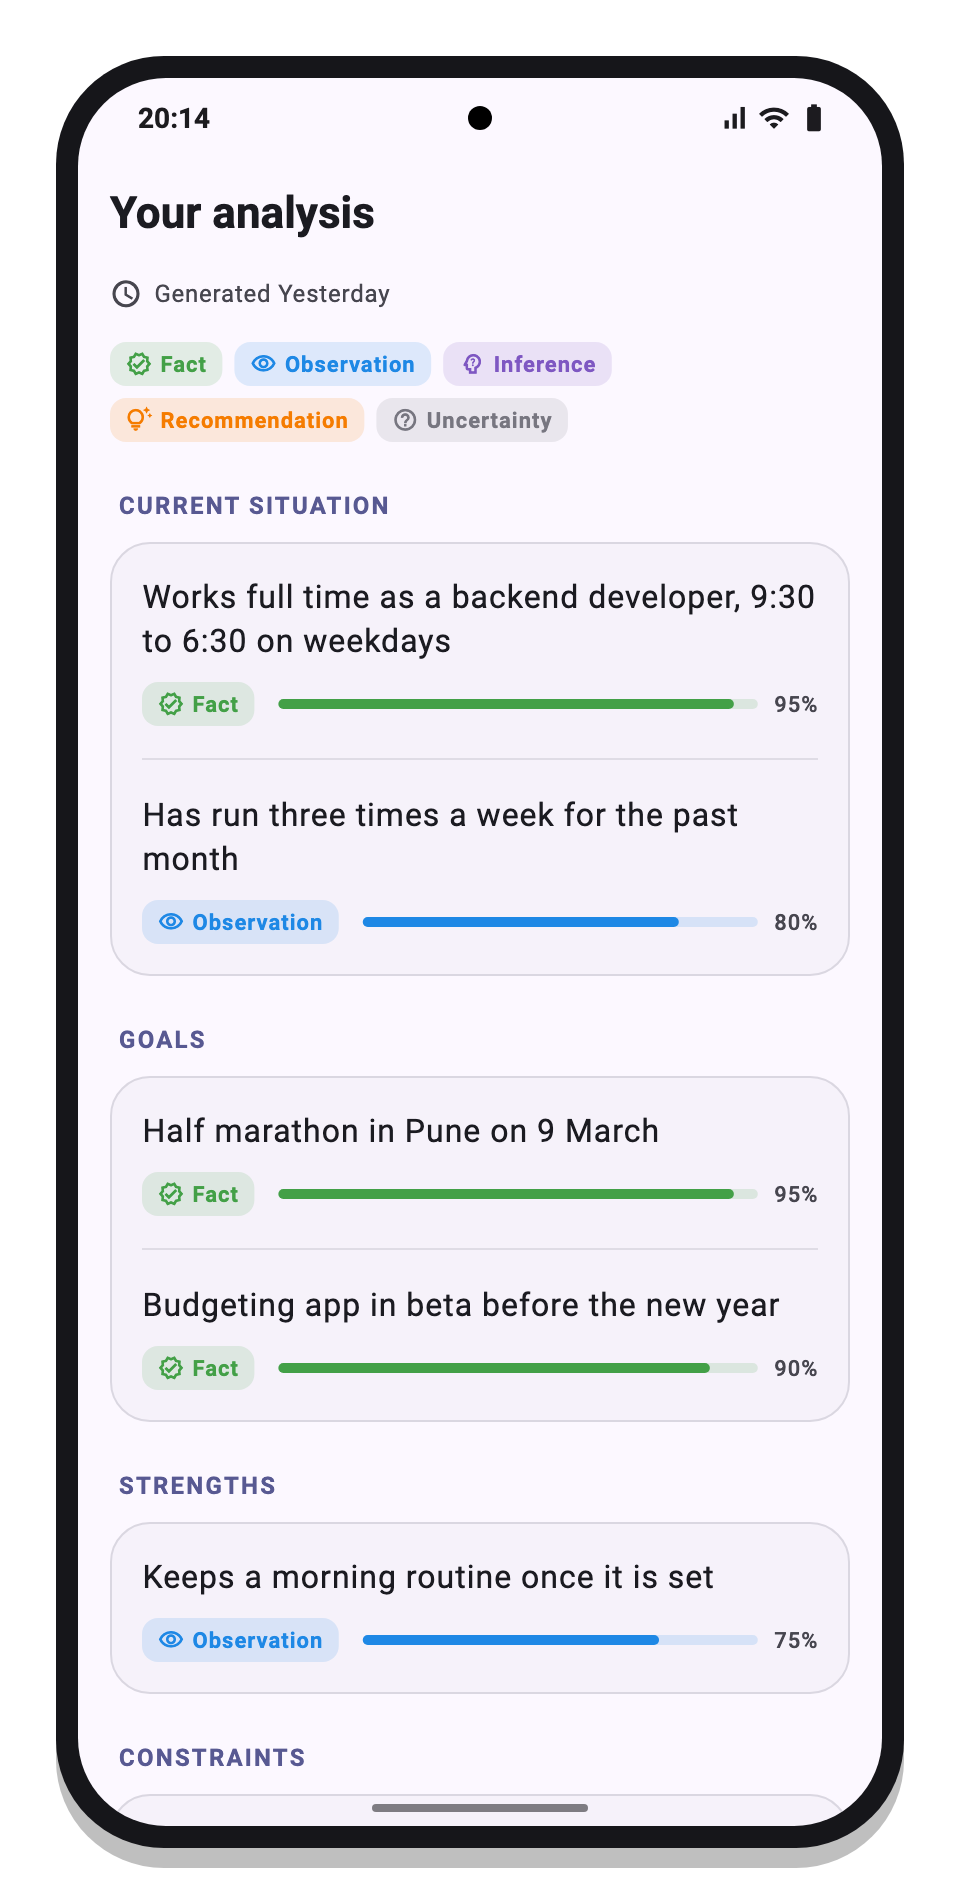 20:14
Your analysis
Generated Yesterday
Fact Observation Inference
Recommendation Uncertainty
CURRENT SITUATION
Works full time as a backend developer, 9:30
to 6:30 on weekdays
Fact 95%
Has run three times a week for the past
month
Observation 80%
GOALS
Half marathon in Pune on 9 March
Fact 95%
Budgeting app in beta before the new year
Fact 90%
STRENGTHS
Keeps a morning routine once it is set
Observation 75%
CONSTRAINTS